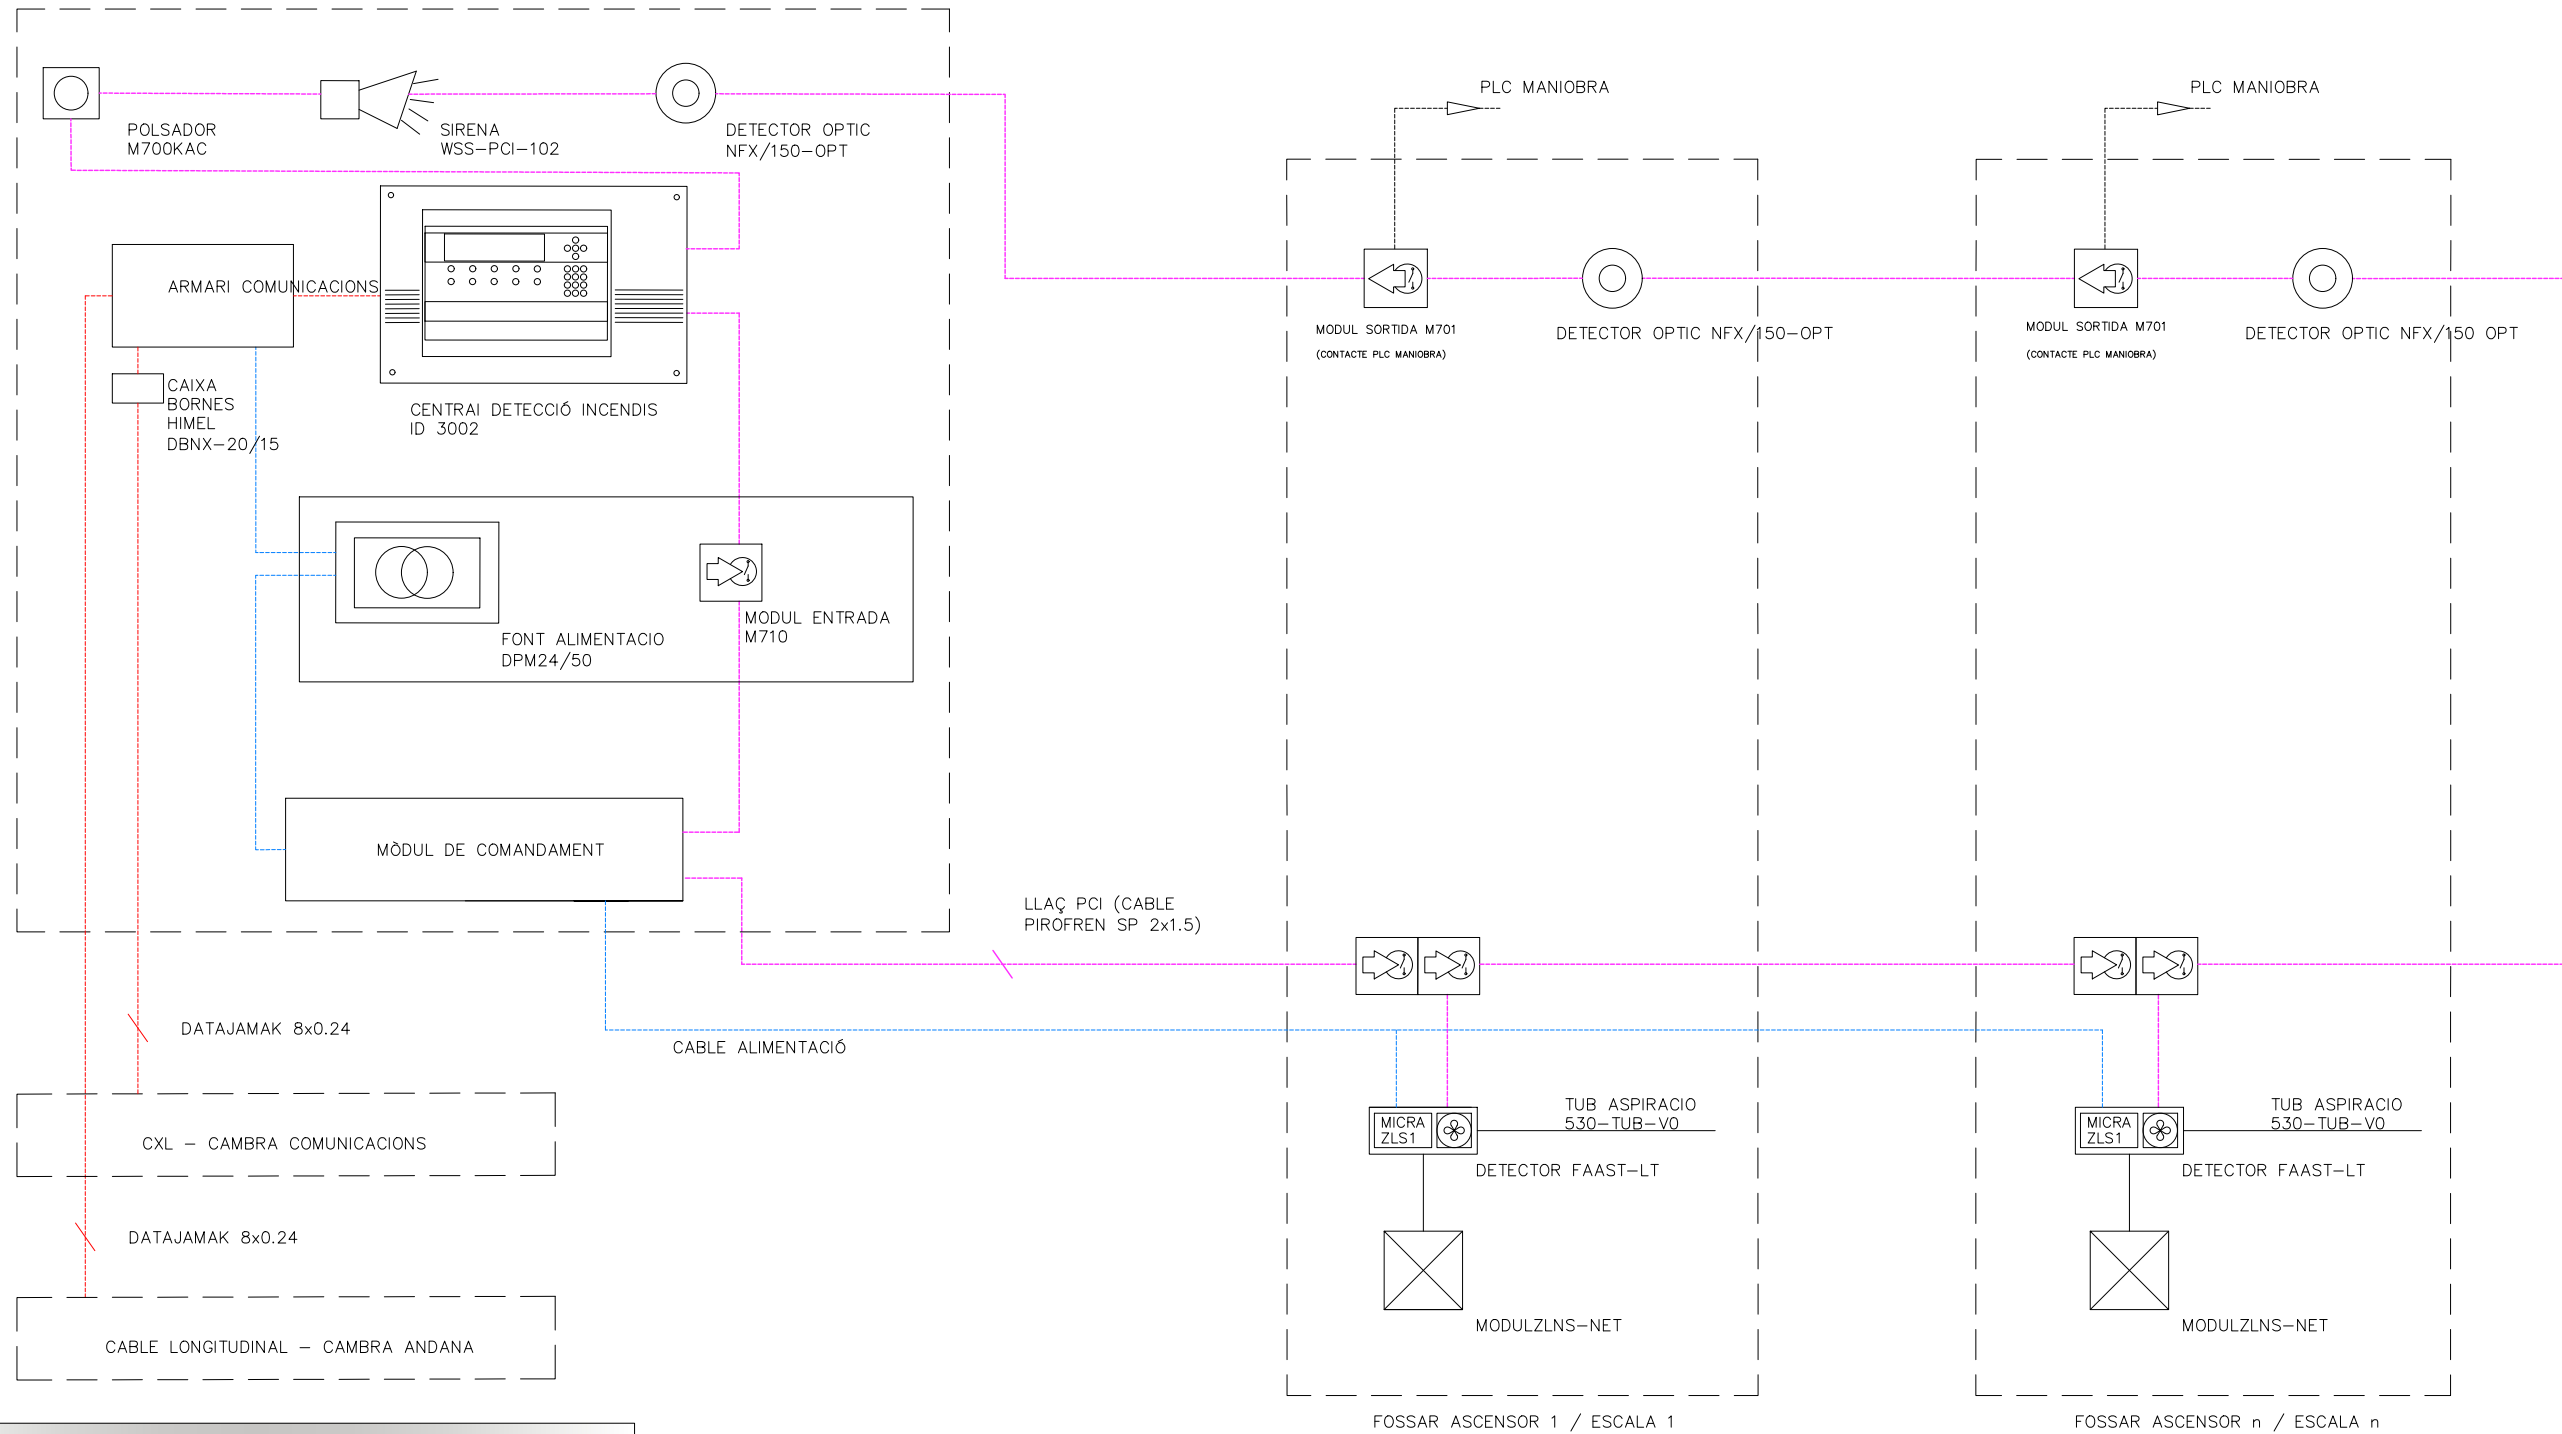 PLC MANIOBRA
PLC MANIOBRA
POLSADOR
M700KAC
SIRENA
WSS-PCI-102
DETECTOR OPTIC
NFX/150-OPT
ARMARI COMUNICACIONS
MODUL SORTIDA M701
(CONTACTE PLC MANIOBRA)
DETECTOR OPTIC NFX/150-OPT
MODUL SORTIDA M701
(CONTACTE PLC MANIOBRA)
DETECTOR OPTIC NFX/150 OPT
CAIXA
BORNES
HIMEL
DBNX-20/15
CENTRAI DETECCIÓ INCENDIS
ID 3002
MODUL ENTRADA
M710
FONT ALIMENTACIO
DPM24/50
MÒDUL DE COMANDAMENT
LLAÇ PCI (CABLE
PIROFREN SP 2x1.5)
DATAJAMAK 8x0.24
CABLE ALIMENTACIÓ
MICRA
ZLS1
TUB ASPIRACIO
530-TUB-V0
DETECTOR FAAST-LT
MICRA
ZLS1
TUB ASPIRACIO
530-TUB-V0
DETECTOR FAAST-LT
CXL - CAMBRA COMUNICACIONS
DATAJAMAK 8x0.24
MODULZLNS-NET
MODULZLNS-NET
CABLE LONGITUDINAL - CAMBRA ANDANA
FOSSAR ASCENSOR 1 / ESCALA 1
FOSSAR ASCENSOR n / ESCALA n